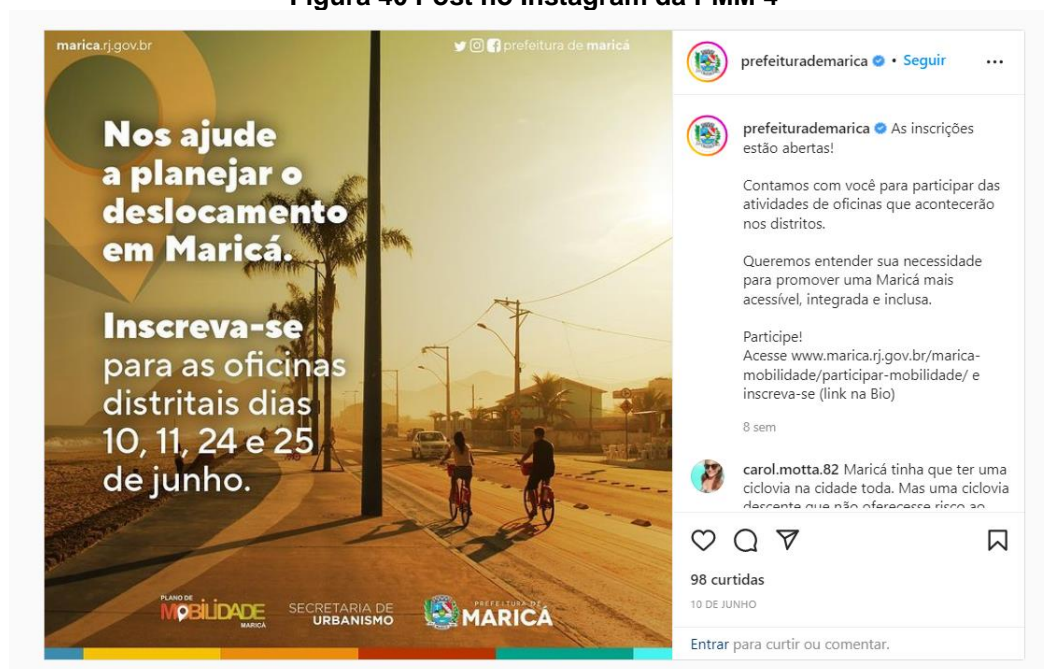 Figura 40 Post no Instagram da PMM 4
marica.rj.gov.br
prefeitura de maricá
Nos ajude
a planejar o
deslocamento
em Maricá.
Inscreva-se
para as oficinas
distritais dias
10, 11, 24 e 25
de junho.
PLANO DE
MOBILIDADE
MARICÁ
SECRETARIA DE
URBANISMO
PREFEITURA DE
MARICÁ
prefeiturademarica • Seguir
prefeiturademarica As inscrições
estão abertas!
Contamos com você para participar das
atividades de oficinas que acontecerão
nos distritos.
Queremos entender sua necessidade
para promover uma Maricá mais
acessível, integrada e inclusa.
Participe!
Acesse www.marica.rj.gov.br/marica-
mobilidade/participar-mobilidade/ e
inscreva-se (link na Bio)
8 sem
carol.motta.82 Maricá tinha que ter uma
ciclovia na cidade toda. Mas uma ciclovia
descente que não oferecesse risco ao
98 curtidas
10 DE JUNHO
Entrar para curtir ou comentar.